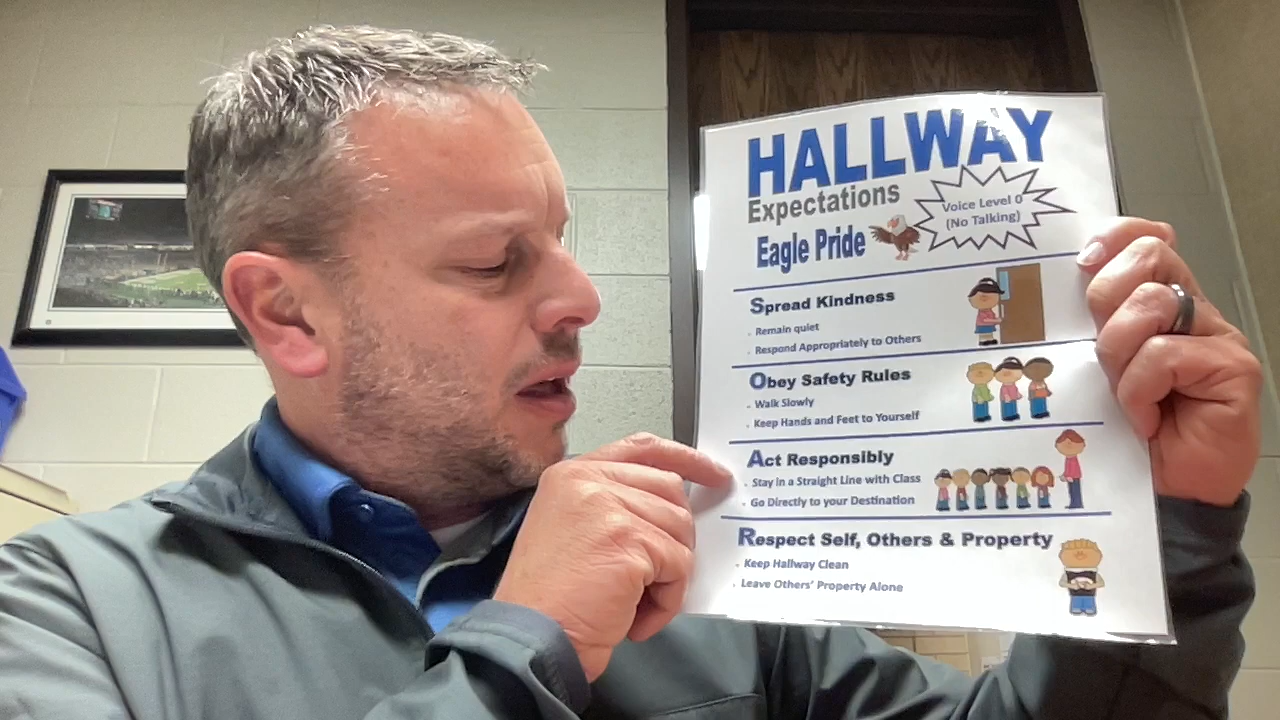 HALLWAY
Expectations
Voice Level 0
(No Talking)
Eagle Pride
Spread Kindness
Remain quiet
Respond Appropriately to Others
Obey Safety Rules
Walk Slowly
Keep Hands and Feet to Yourself
Act Responsibly
Stay in a Straight Line with Class
Go Directly to your Destination
Respect Self, Others & Property
Keep Hallway Clean
Leave Others' Property Alone